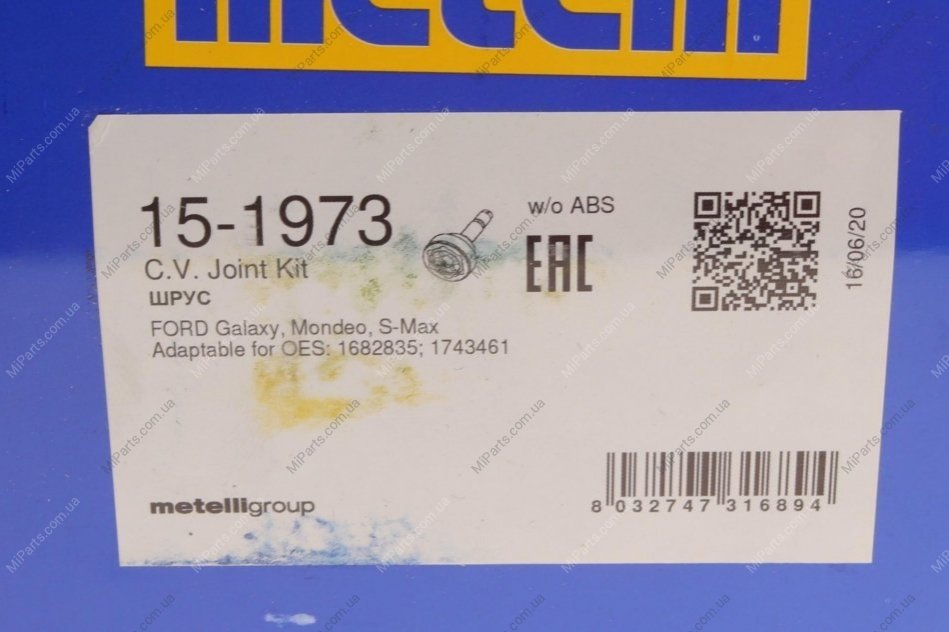 metelli
15-1973
w/o ABS
C.V. Joint Kit
ШРУС
EAC
16/06/20
FORD Galaxy, Mondeo, S-Max
Adaptable for OES: 1682835; 1743461
metelligroup
8 032747 316894
MiParts.com.ua